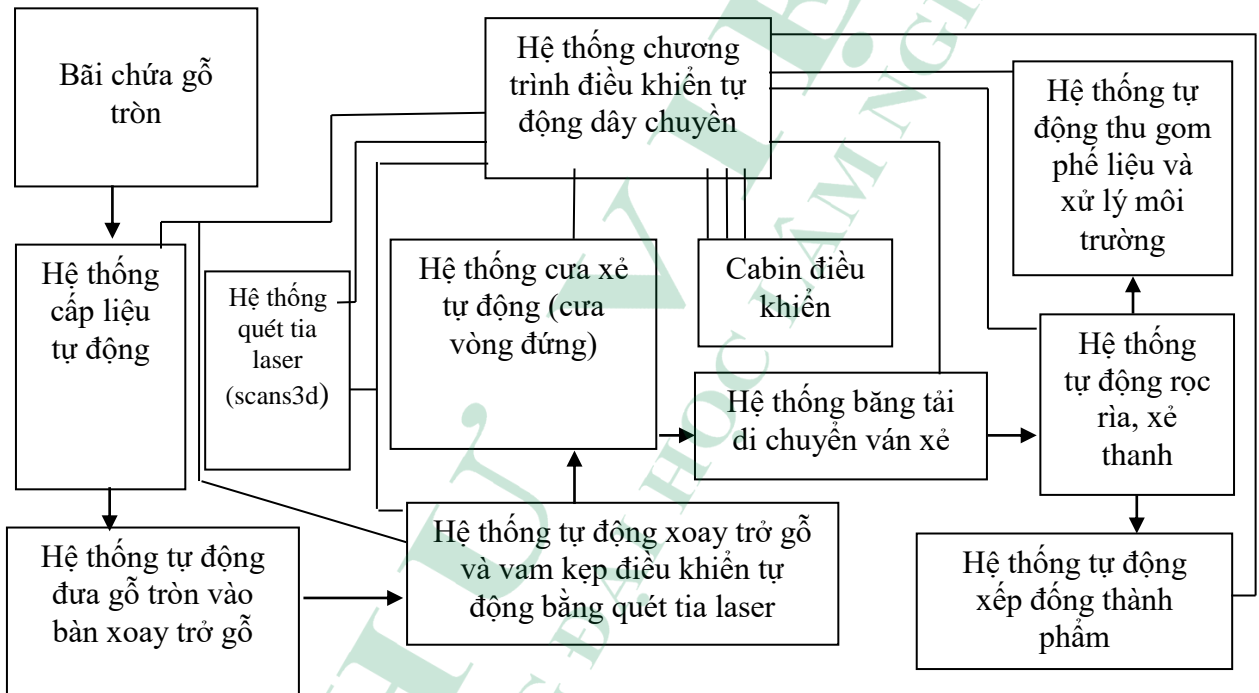 Bãi chứa gỗ
tròn
Hệ thống chương
trình điều khiển tự
động dây chuyền
Hệ thống tự
động thu gom
phế liệu và
xử lý môi
trường
Hệ thống
cấp liệu
tự động
Hệ thống
quét tia
laser
(scans3d)
Hệ thống cưa xẻ
tự động (cưa
vòng đứng)
Cabin điều
khiển
Hệ thống băng tải
di chuyển ván xẻ
Hệ thống
tự động rọc
rìa, xẻ
thanh
Hệ thống tự động
đưa gỗ tròn vào
bàn xoay trở gỗ
Hệ thống tự động xoay trở gỗ
và vam kẹp điều khiển tự
động bằng quét tia laser
Hệ thống tự động
xếp đống thành
phẩm